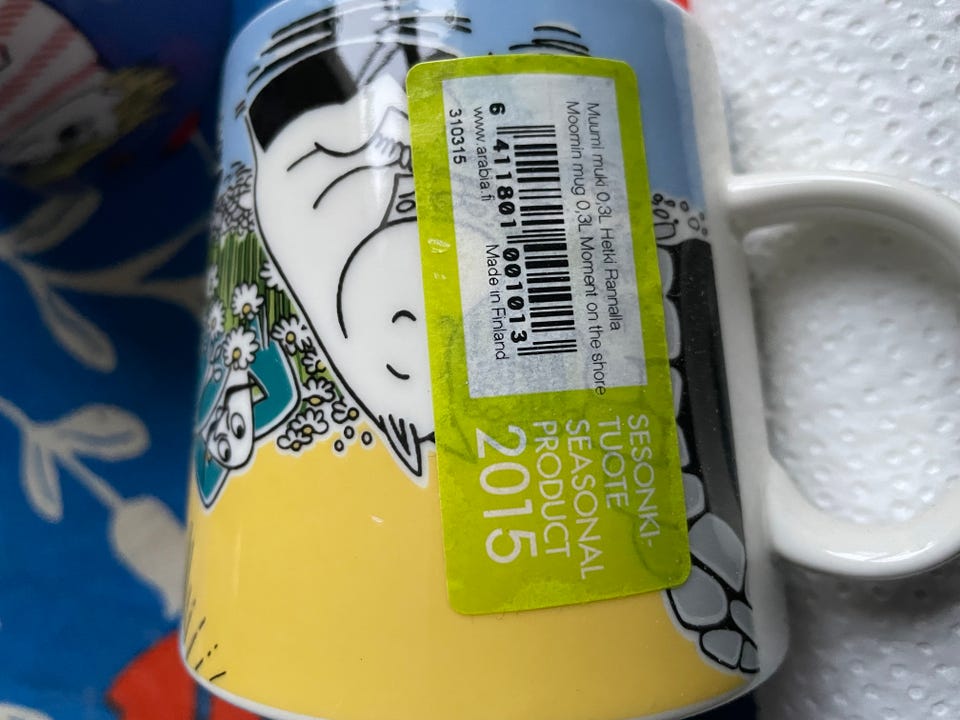 Muumi muki 0,3L Hetki Rannalla
Moomin mug 0,3L Moment on the shore
6 411801 001013
www.arabia.fi Made in Finland
310315
SESONKI-
TUOTE
SEASONAL
PRODUCT
2015
10